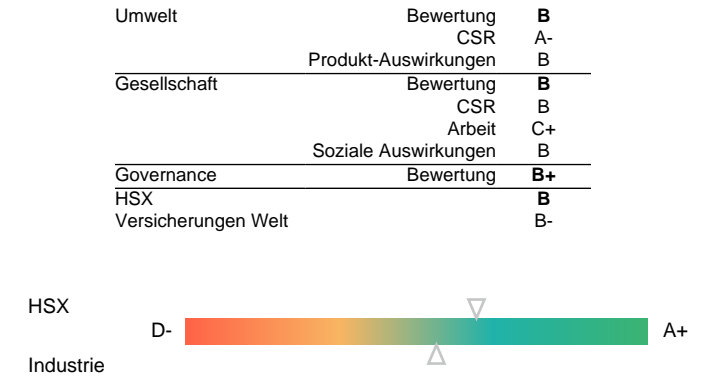 Umwelt Bewertung B
CSR A-
Produkt-Auswirkungen B
Gesellschaft Bewertung B
CSR B
Arbeit C+
Soziale Auswirkungen B
Governance Bewertung B+
HSX B
Versicherungen Welt B-
HSX
D- A+
Industrie